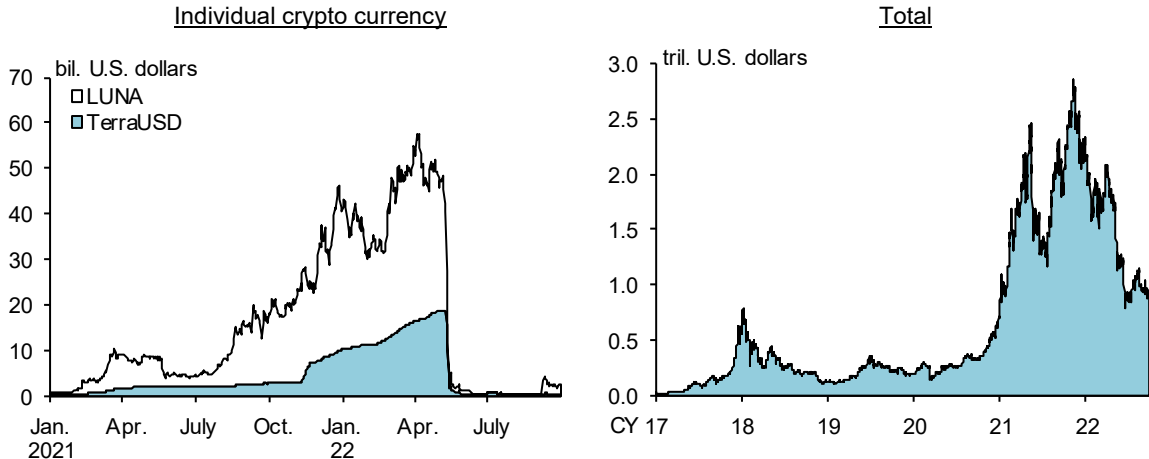 Individual crypto currency
bil. U.S. dollars
70
LUNA
TerraUSD
60
50
40
30
20
10
0
Jan. Apr. July Oct. Jan. Apr. July
2021 22
Total
tril. U.S. dollars
3.0
2.5
2.0
1.5
1.0
0.5
0.0
CY 17 18 19 20 21 22